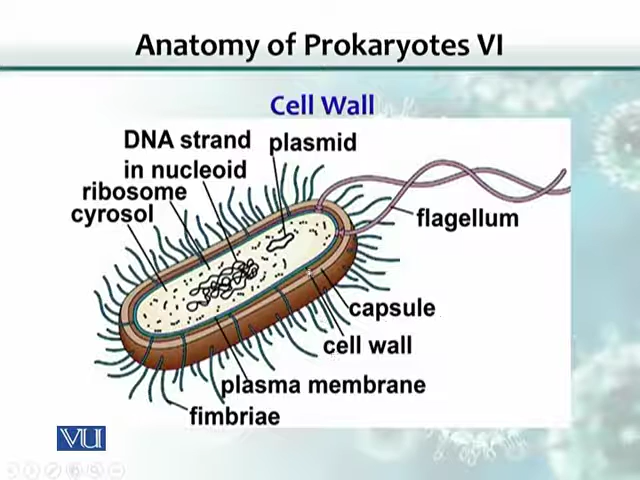 Anatomy of Prokaryotes VI
Cell Wall
DNA strand
in nucleoid
plasmid
ribosome
cyrosol
flagellum
capsule
cell wall
plasma membrane
fimbriae
VU